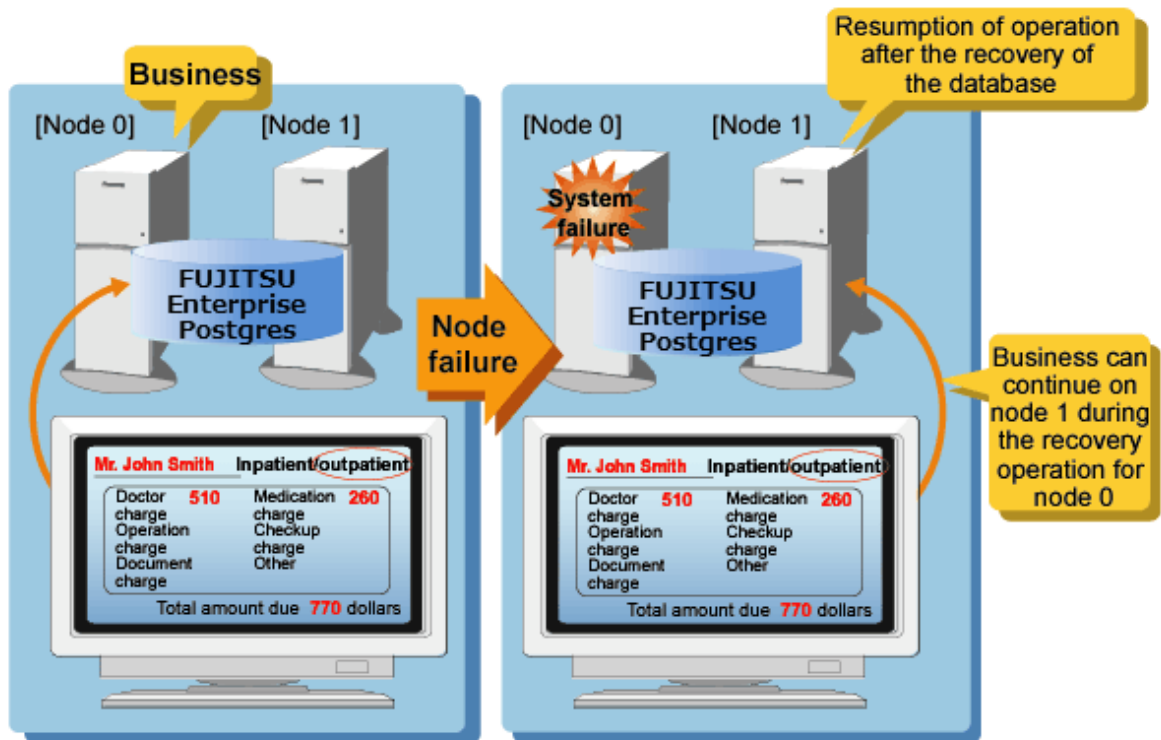 Business
[Node 0]
[Node 1]
FUJITSU
Enterprise
Postgres
Mr. John Smith Inpatient/outpatient
Doctor 510 Medication 260
charge charge
Operation Checkup
charge charge
Document Other
charge
Total amount due 770 dollars
Node
failure
Resumption of operation
after the recovery of
the database
[Node 0]
[Node 1]
System
failure
FUJITSU
Enterprise
Postgres
Business can
continue on
node 1 during
the recovery
operation for
node 0
Mr. John Smith Inpatient/outpatient
Doctor 510 Medication 260
charge charge
Operation Checkup
charge charge
Document Other
charge
Total amount due 770 dollars